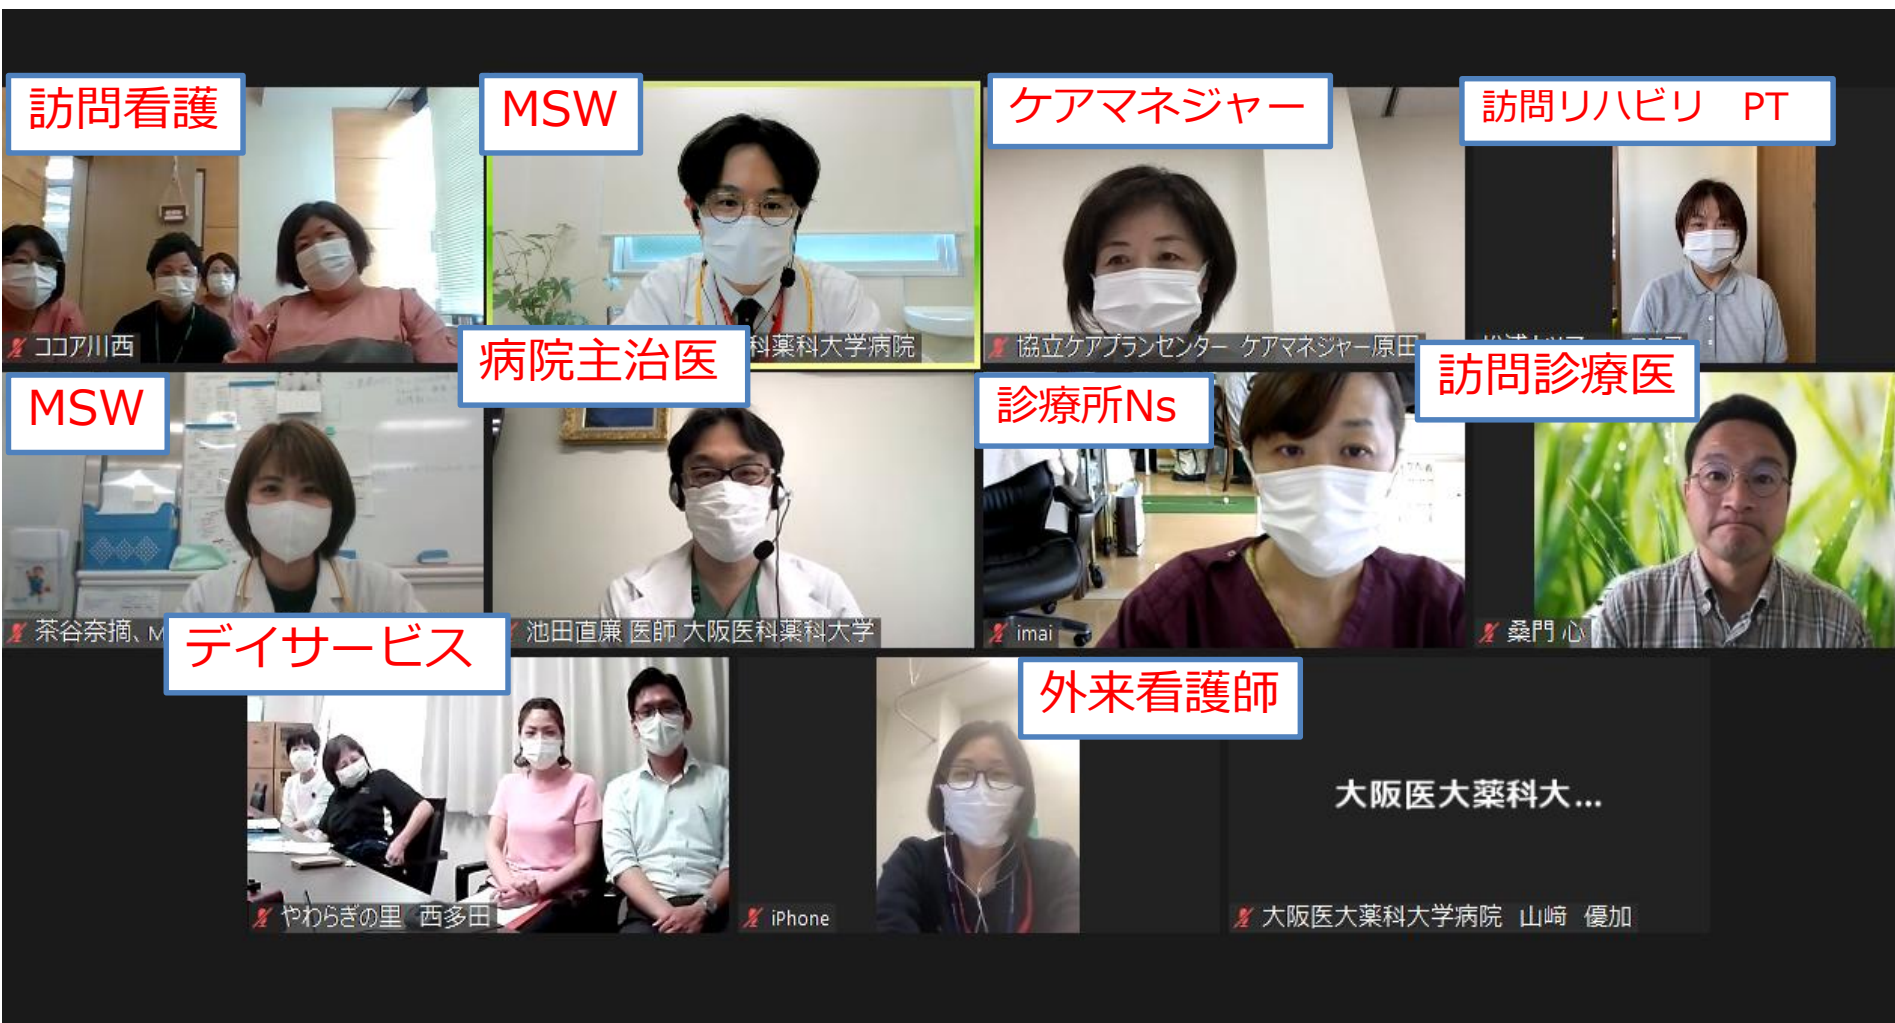 訪問看護
MSW
ケアマネジャー
訪問リハビリ　PT
ココア川西
科薬科大学病院
協立ケアプランセンター ケアマネジャー原田
MSW
病院主治医
診療所Ns
訪問診療医
茶谷奈摘、M
池田直廉 医師 大阪医科薬科大学
imai
桑門 心
デイサービス
外来看護師
やわらぎの里　西多田
iPhone
大阪医大薬科大...
大阪医大薬科大学病院　山﨑　優加